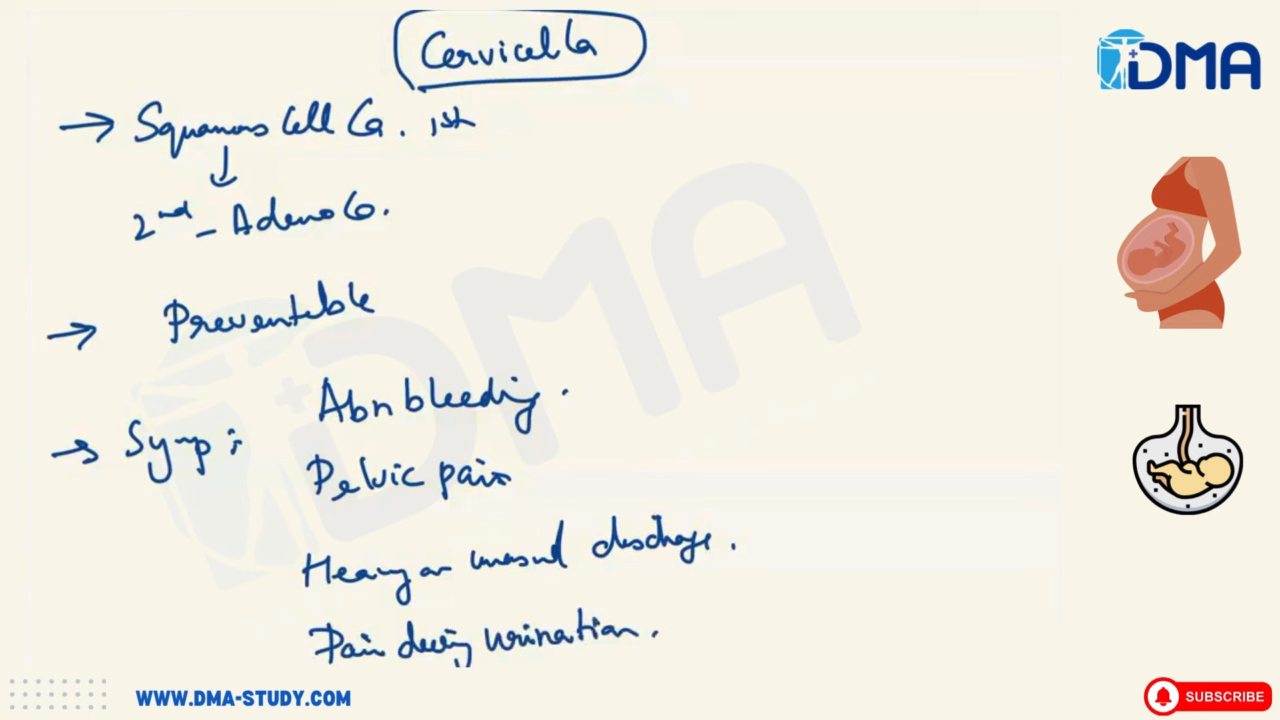 Cervical Ca
DMA
→ Squamous Cell Ca. 1st
↓
2nd - Adeno Ca.
→ Preventable
DMA
→ Symp: Abn bleeding.
Pelvic pain
Heavy or unusual discharge.
Pain during urination.
WWW.DMA-STUDY.COM
SUBSCRIBE